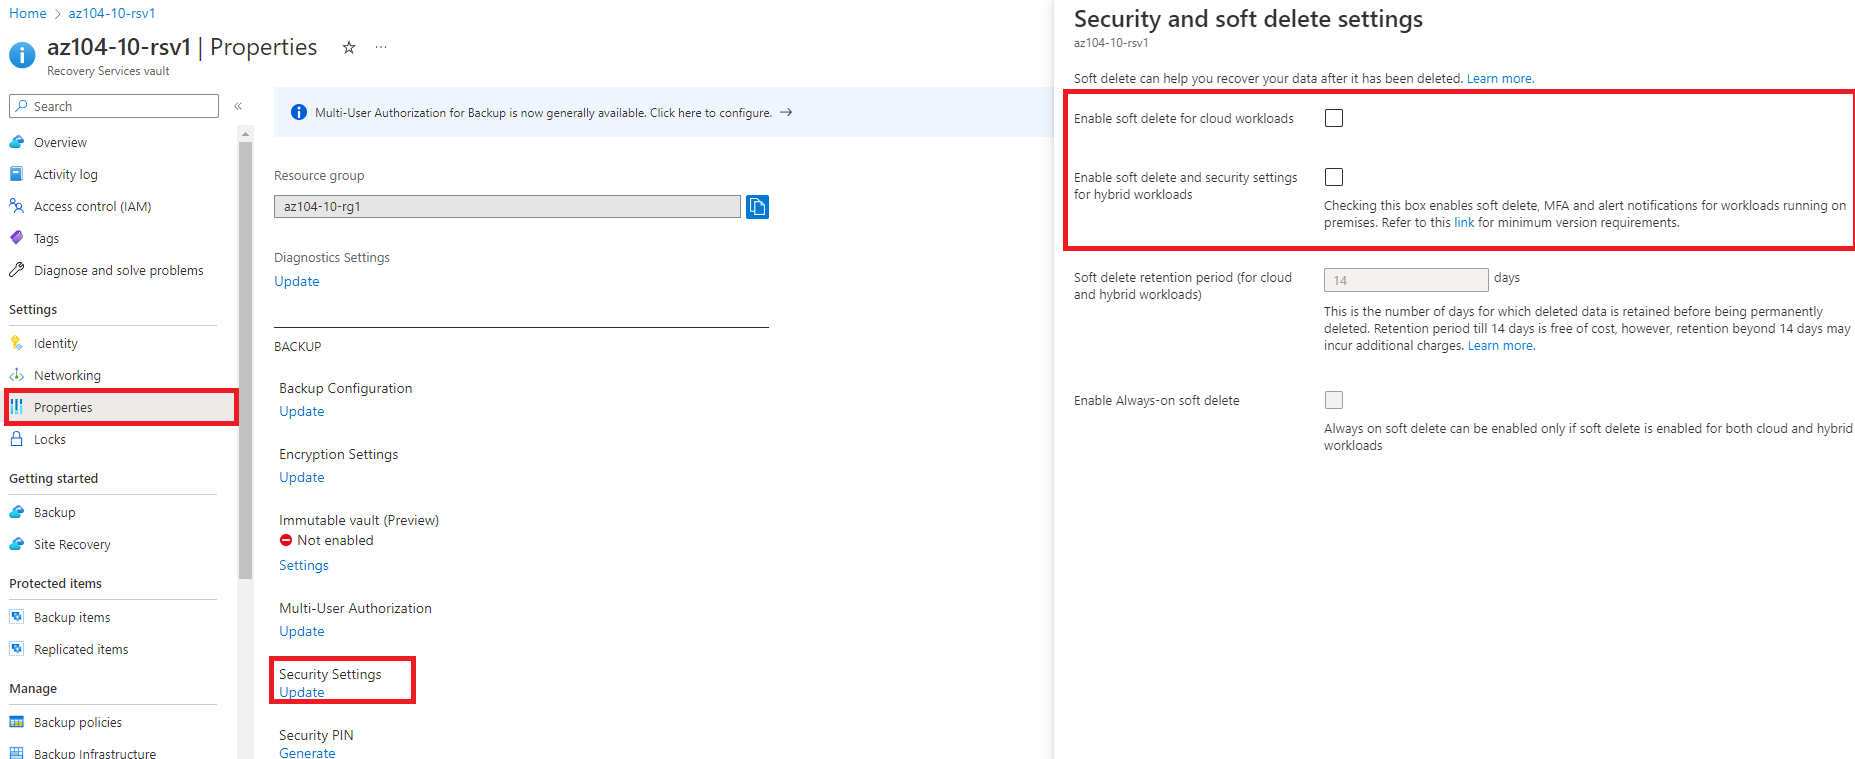 Home > az104-10-rsv1
az104-10-rsv1 | Properties
Recovery Services vault
Search
Overview
Activity log
Access control (IAM)
Tags
Diagnose and solve problems
Settings
Identity
Networking
Properties
Locks
Getting started
Backup
Site Recovery
Protected items
Backup items
Replicated items
Manage
Backup policies
Backup Infrastructure
Multi-User Authorization for Backup is now generally available. Click here to configure. →
Resource group
az104-10-rg1
Diagnostics Settings
Update
BACKUP
Backup Configuration
Update
Encryption Settings
Update
Immutable vault (Preview)
Not enabled
Settings
Multi-User Authorization
Update
Security Settings
Update
Security PIN
Generate
Security and soft delete settings
az104-10-rsv1
Soft delete can help you recover your data after it has been deleted. Learn more.
Enable soft delete for cloud workloads
Enable soft delete and security settings
for hybrid workloads
Checking this box enables soft delete, MFA and alert notifications for workloads running on
premises. Refer to this link for minimum version requirements.
Soft delete retention period (for cloud
and hybrid workloads)
14 days
This is the number of days for which deleted data is retained before being permanently
deleted. Retention period till 14 days is free of cost, however, retention beyond 14 days may
incur additional charges. Learn more.
Enable Always-on soft delete
Always on soft delete can be enabled only if soft delete is enabled for both cloud and hybrid
workloads